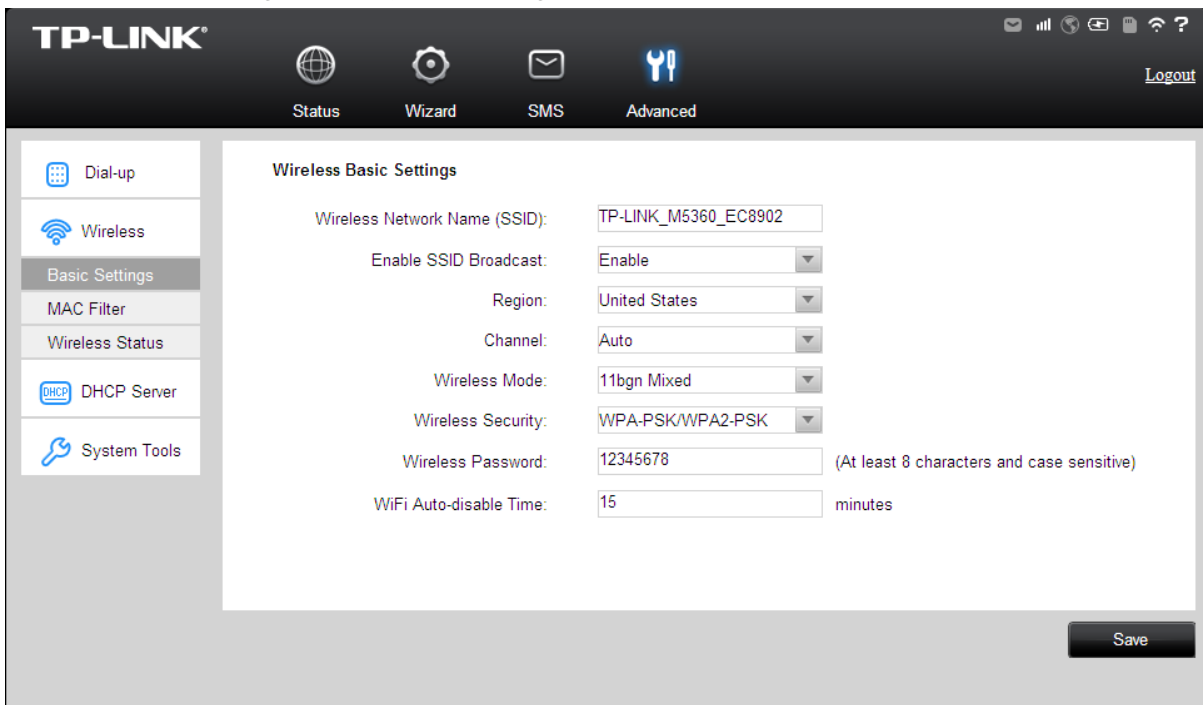 TP-LINK®
Logout
Status Wizard SMS Advanced
Dial-up
Wireless
Basic Settings
MAC Filter
Wireless Status
DHCP DHCP Server
System Tools
Wireless Basic Settings
Wireless Network Name (SSID): TP-LINK_M5360_EC8902
Enable SSID Broadcast: Enable
Region: United States
Channel: Auto
Wireless Mode: 11bgn Mixed
Wireless Security: WPA-PSK/WPA2-PSK
Wireless Password: 12345678 (At least 8 characters and case sensitive)
WiFi Auto-disable Time: 15 minutes
Save